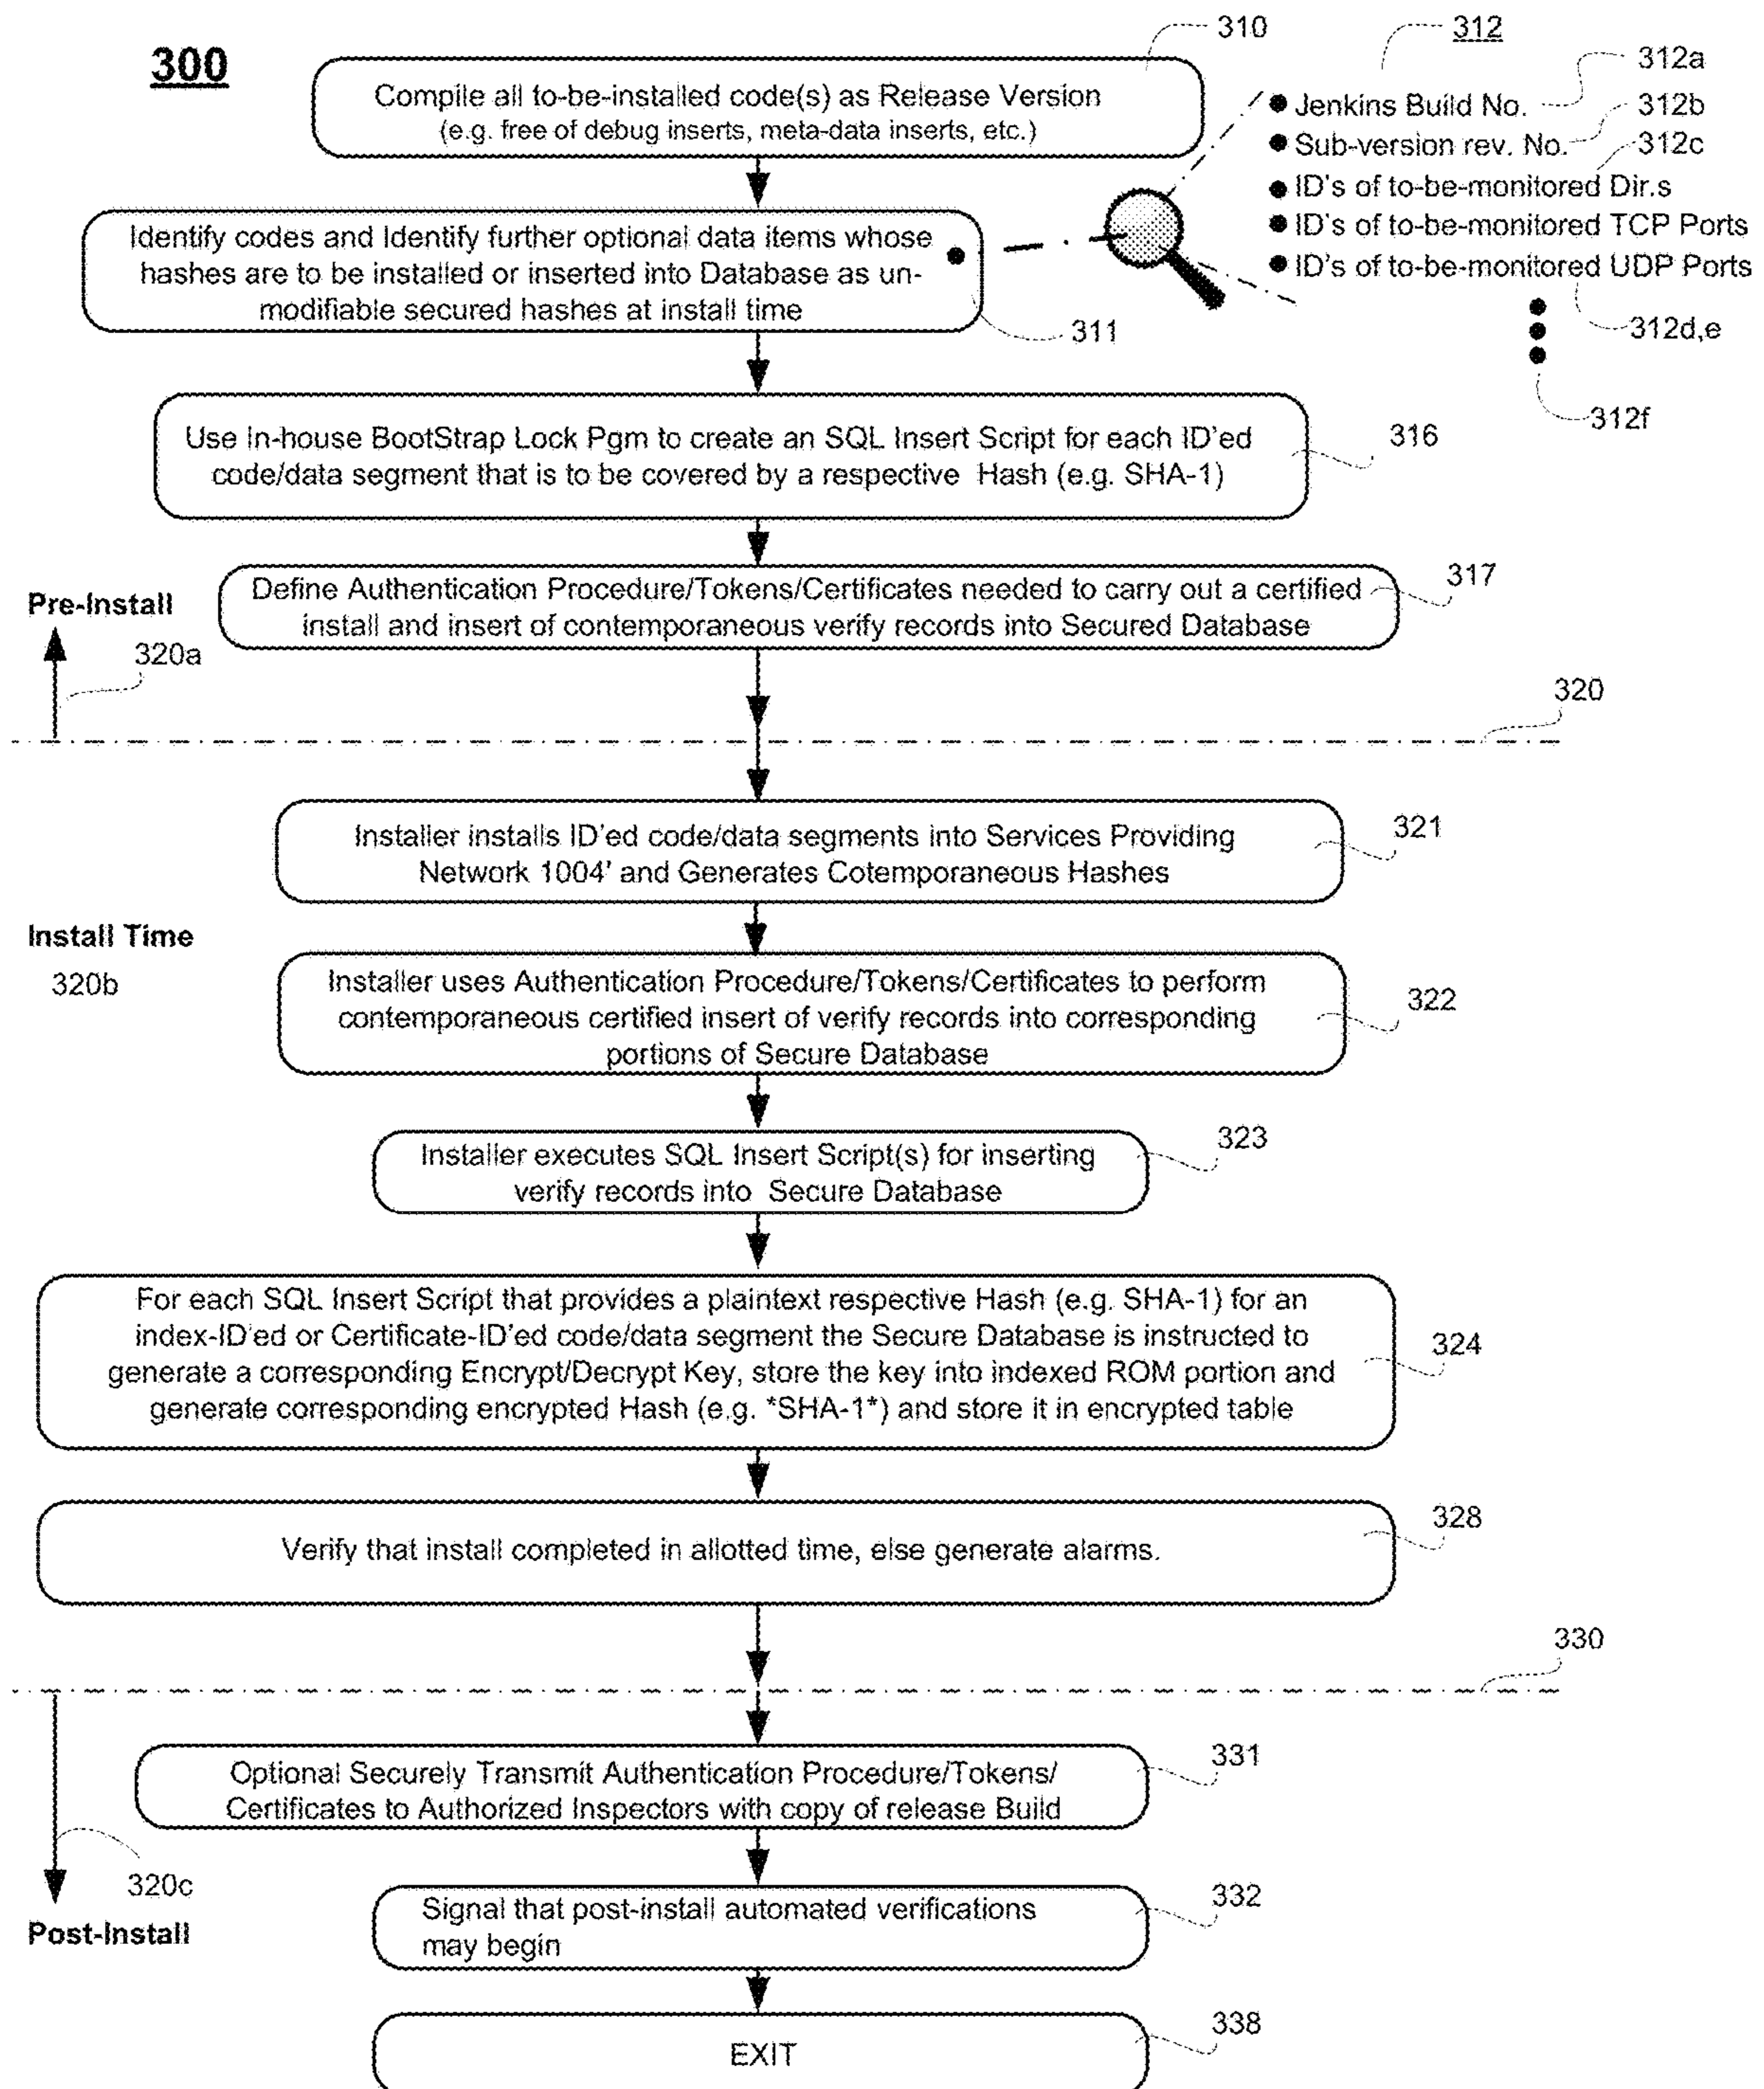 300
310
312
Compile all to-be-installed code(s) as Release Version
(e.g. free of debug inserts, meta-data inserts, etc.)
• Jenkins Build No.
312a
• Sub-version rev. No.
312b
312c
• ID's of to-be-monitored Dir.s
• ID's of to-be-monitored TCP Ports
• ID's of to-be-monitored UDP Ports
312d,e
312f
Identify codes and Identify further optional data items whose
hashes are to be installed or inserted into Database as un-
modifiable secured hashes at install time
311
Use In-house BootStrap Lock Pgm to create an SQL Insert Script for each ID'ed
code/data segment that is to be covered by a respective Hash (e.g. SHA-1)
316
Define Authentication Procedure/Tokens/Certificates needed to carry out a certified
install and insert of contemporaneous verify records into Secured Database
317
Pre-Install
320a
320
Installer installs ID'ed code/data segments into Services Providing
Network 1004' and Generates Cotemporaneous Hashes
321
Install Time
320b
Installer uses Authentication Procedure/Tokens/Certificates to perform
contemporaneous certified insert of verify records into corresponding
portions of Secure Database
322
Installer executes SQL Insert Script(s) for inserting
verify records into Secure Database
323
For each SQL Insert Script that provides a plaintext respective Hash (e.g. SHA-1) for an
index-ID'ed or Certificate-ID'ed code/data segment the Secure Database is instructed to
generate a corresponding Encrypt/Decrypt Key, store the key into indexed ROM portion and
generate corresponding encrypted Hash (e.g. *SHA-1*) and store it in encrypted table
324
Verify that install completed in allotted time, else generate alarms.
328
330
Optional Securely Transmit Authentication Procedure/Tokens/
Certificates to Authorized Inspectors with copy of release Build
331
320c
Post-Install
Signal that post-install automated verifications
may begin
332
EXIT
338